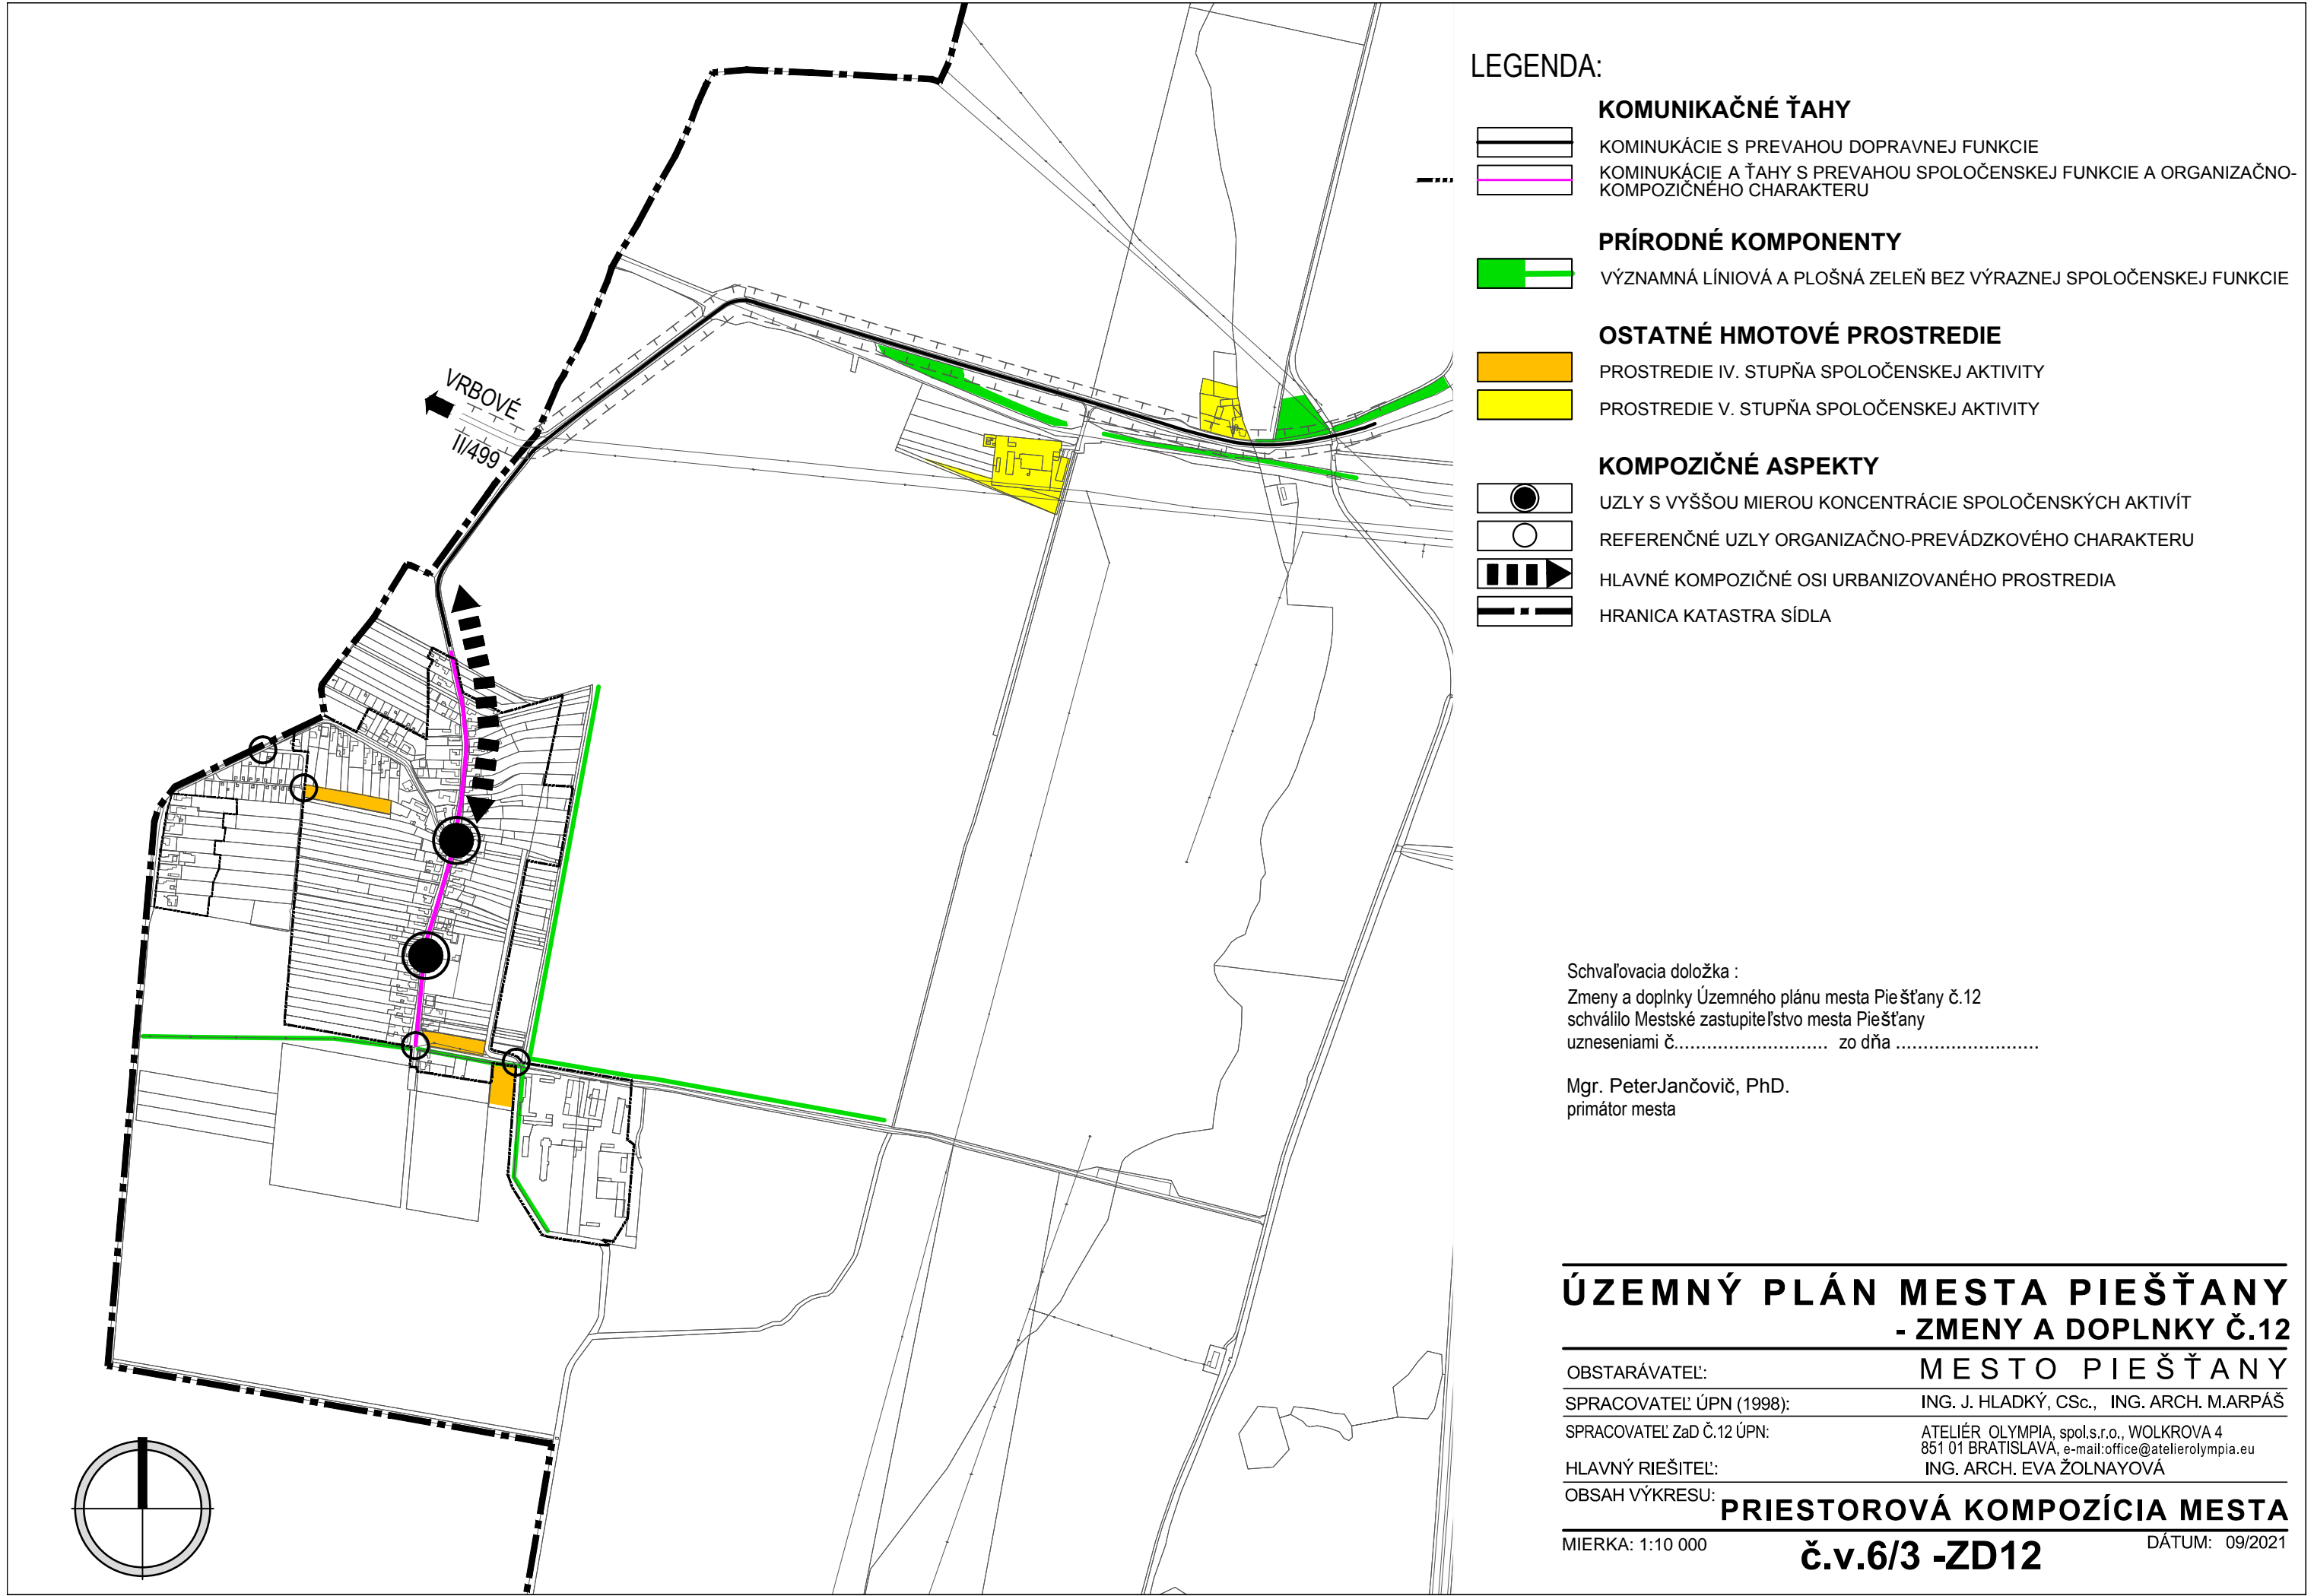 VRBOVÉ
II/499
LEGENDA:
KOMUNIKAČNÉ ŤAHY
KOMINUKÁCIE S PREVAHOU DOPRAVNEJ FUNKCIE
KOMINUKÁCIE A ŤAHY S PREVAHOU SPOLOČENSKEJ FUNKCIE A ORGANIZAČNO-
KOMPOZIČNÉHO CHARAKTERU
PRÍRODNÉ KOMPONENTY
VÝZNAMNÁ LÍNIOVÁ A PLOŠNÁ ZELEŇ BEZ VÝRAZNEJ SPOLOČENSKEJ FUNKCIE
OSTATNÉ HMOTOVÉ PROSTREDIE
PROSTREDIE IV. STUPŇA SPOLOČENSKEJ AKTIVITY
PROSTREDIE V. STUPŇA SPOLOČENSKEJ AKTIVITY
KOMPOZIČNÉ ASPEKTY
UZLY S VYŠŠOU MIEROU KONCENTRÁCIE SPOLOČENSKÝCH AKTIVÍT
REFERENČNÉ UZLY ORGANIZAČNO-PREVÁDZKOVÉHO CHARAKTERU
HLAVNÉ KOMPOZIČNÉ OSI URBANIZOVANÉHO PROSTREDIA
HRANICA KATASTRA SÍDLA
Schvaľovacia doložka :
Zmeny a doplnky Územného plánu mesta Piešťany č.12
schválilo Mestské zastupiteľstvo mesta Piešťany
uzneseniami č............................ zo dňa ..........................
Mgr. PeterJančovič, PhD.
primátor mesta
ÚZEMNÝ PLÁN MESTA PIEŠŤANY
- ZMENY A DOPLNKY Č.12
OBSTARÁVATEĽ: MESTO PIEŠŤANY
SPRACOVATEĽ ÚPN (1998): ING. J. HLADKÝ, CSc., ING. ARCH. M.ARPÁŠ
SPRACOVATEĽ ZaD Č.12 ÚPN: ATELIÉR OLYMPIA, spol.s.r.o., WOLKROVA 4
851 01 BRATISLAVA, e-mail:office@atelierolympia.eu
HLAVNÝ RIEŠITEĽ: ING. ARCH. EVA ŽOLNAYOVÁ
OBSAH VÝKRESU: PRIESTOROVÁ KOMPOZÍCIA MESTA
MIERKA: 1:10 000 č.v.6/3 -ZD12 DÁTUM: 09/2021